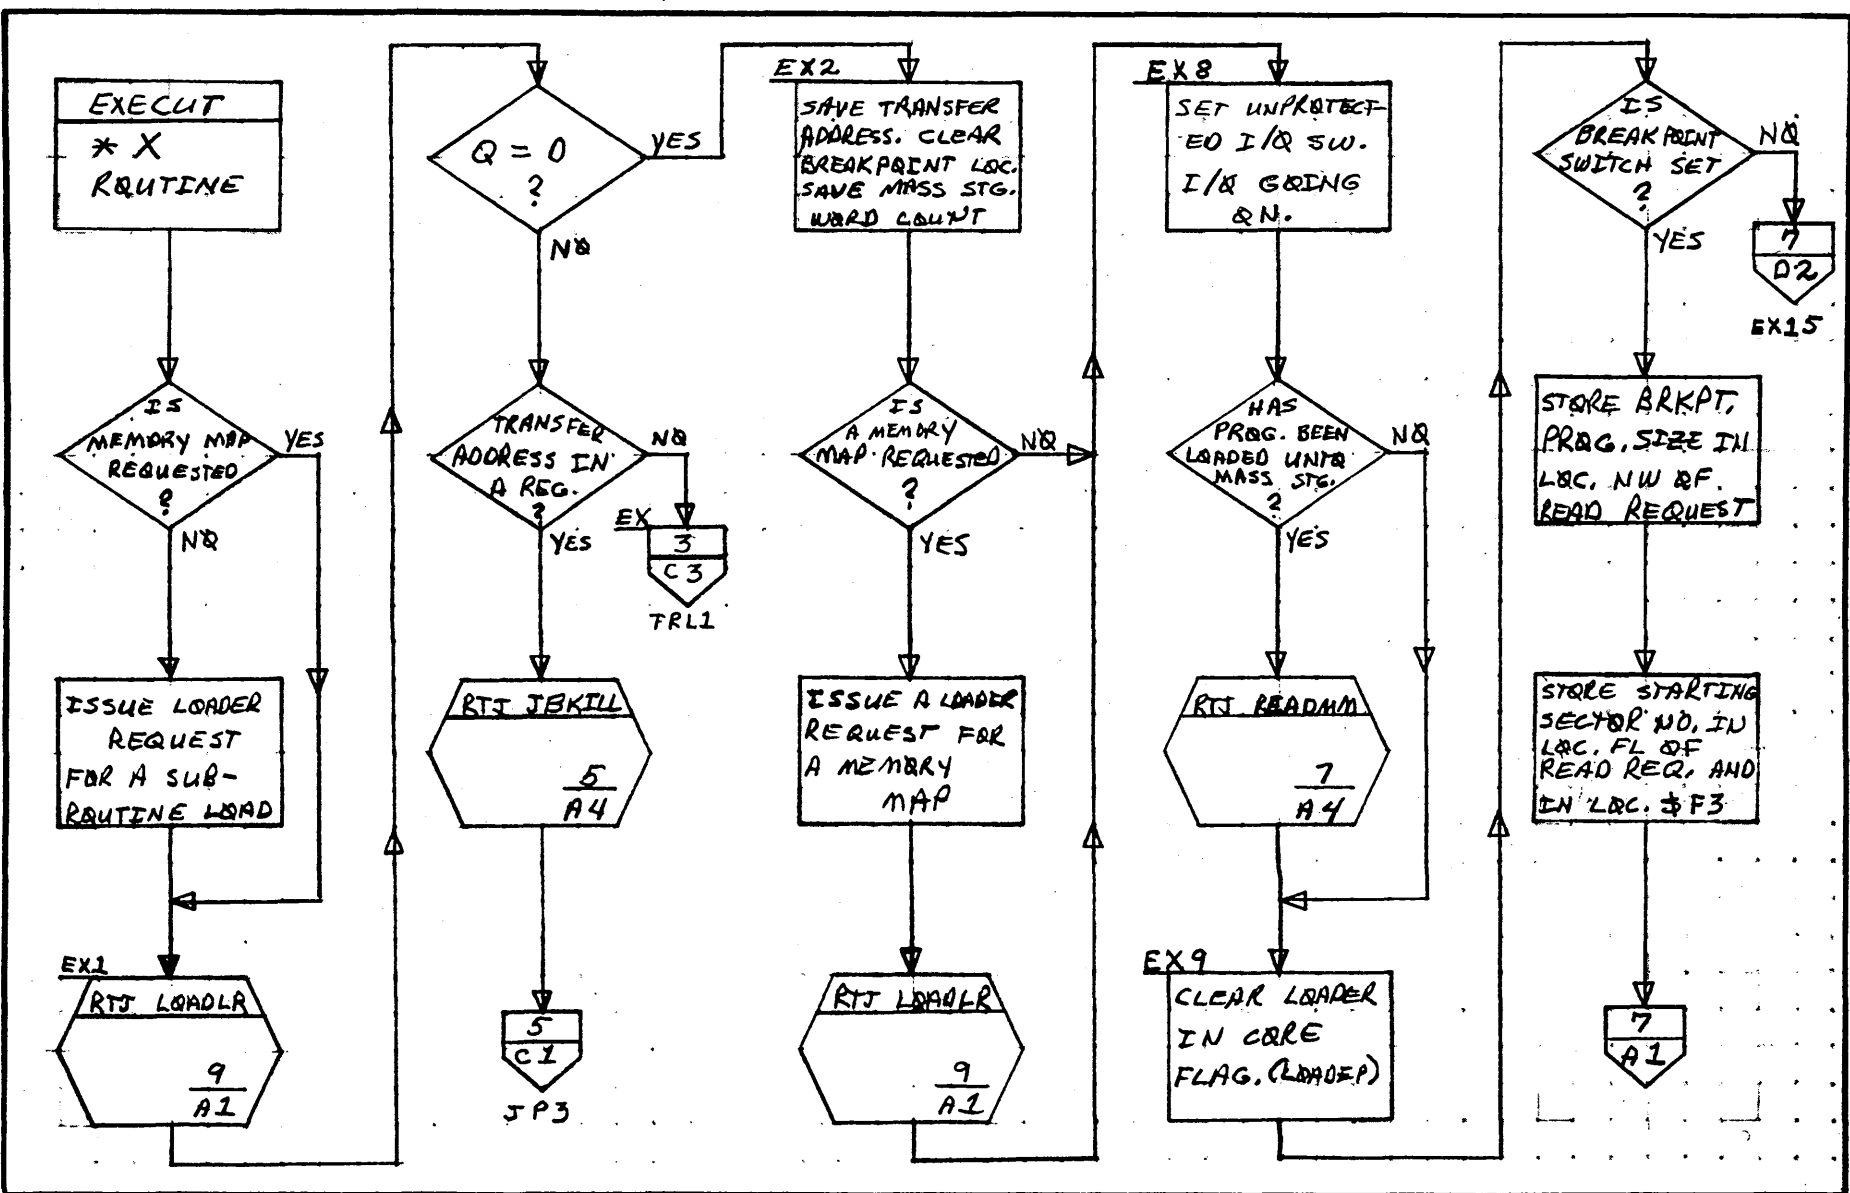 EXECUT
* X
ROUTINE
IS
MEMORY MAP
REQUESTED
?
YES
NO
ISSUE LOADER
REQUEST
FOR A SUB-
ROUTINE LOAD
EX1
RTJ LOADLR
9
A1
Q = 0
?
YES
NO
TRANSFER
ADDRESS IN
A REG.
?
NO
YES
EX
3
C3
TRL1
RTJ JBKILL
5
A4
5
C1
JP3
EX2
SAVE TRANSFER
ADDRESS. CLEAR
BREAKPOINT LOC.
SAVE MASS STG.
WORD COUNT
IS
A MEMORY
MAP REQUESTED
?
NO
YES
ISSUE A LOADER
REQUEST FOR
A MEMORY
MAP
RTJ LOADLR
9
A1
EX8
SET UNPROTECT-
ED I/O SW.
I/O GOING
ON.
HAS
PROG. BEEN
LOADED UNTO
MASS STG.
?
NO
YES
RTJ READMM
7
A4
EX9
CLEAR LOADER
IN CORE
FLAG. (LOADEP)
IS
BREAKPOINT
SWITCH SET
?
NO
YES
7
D2
EX15
STORE BRKPT.
PROG. SIZE IN
LOC. NW OF
READ REQUEST
STORE STARTING
SECTOR NO. IN
LOC. FL OF
READ REQ. AND
IN LOC. $F3
7
A1